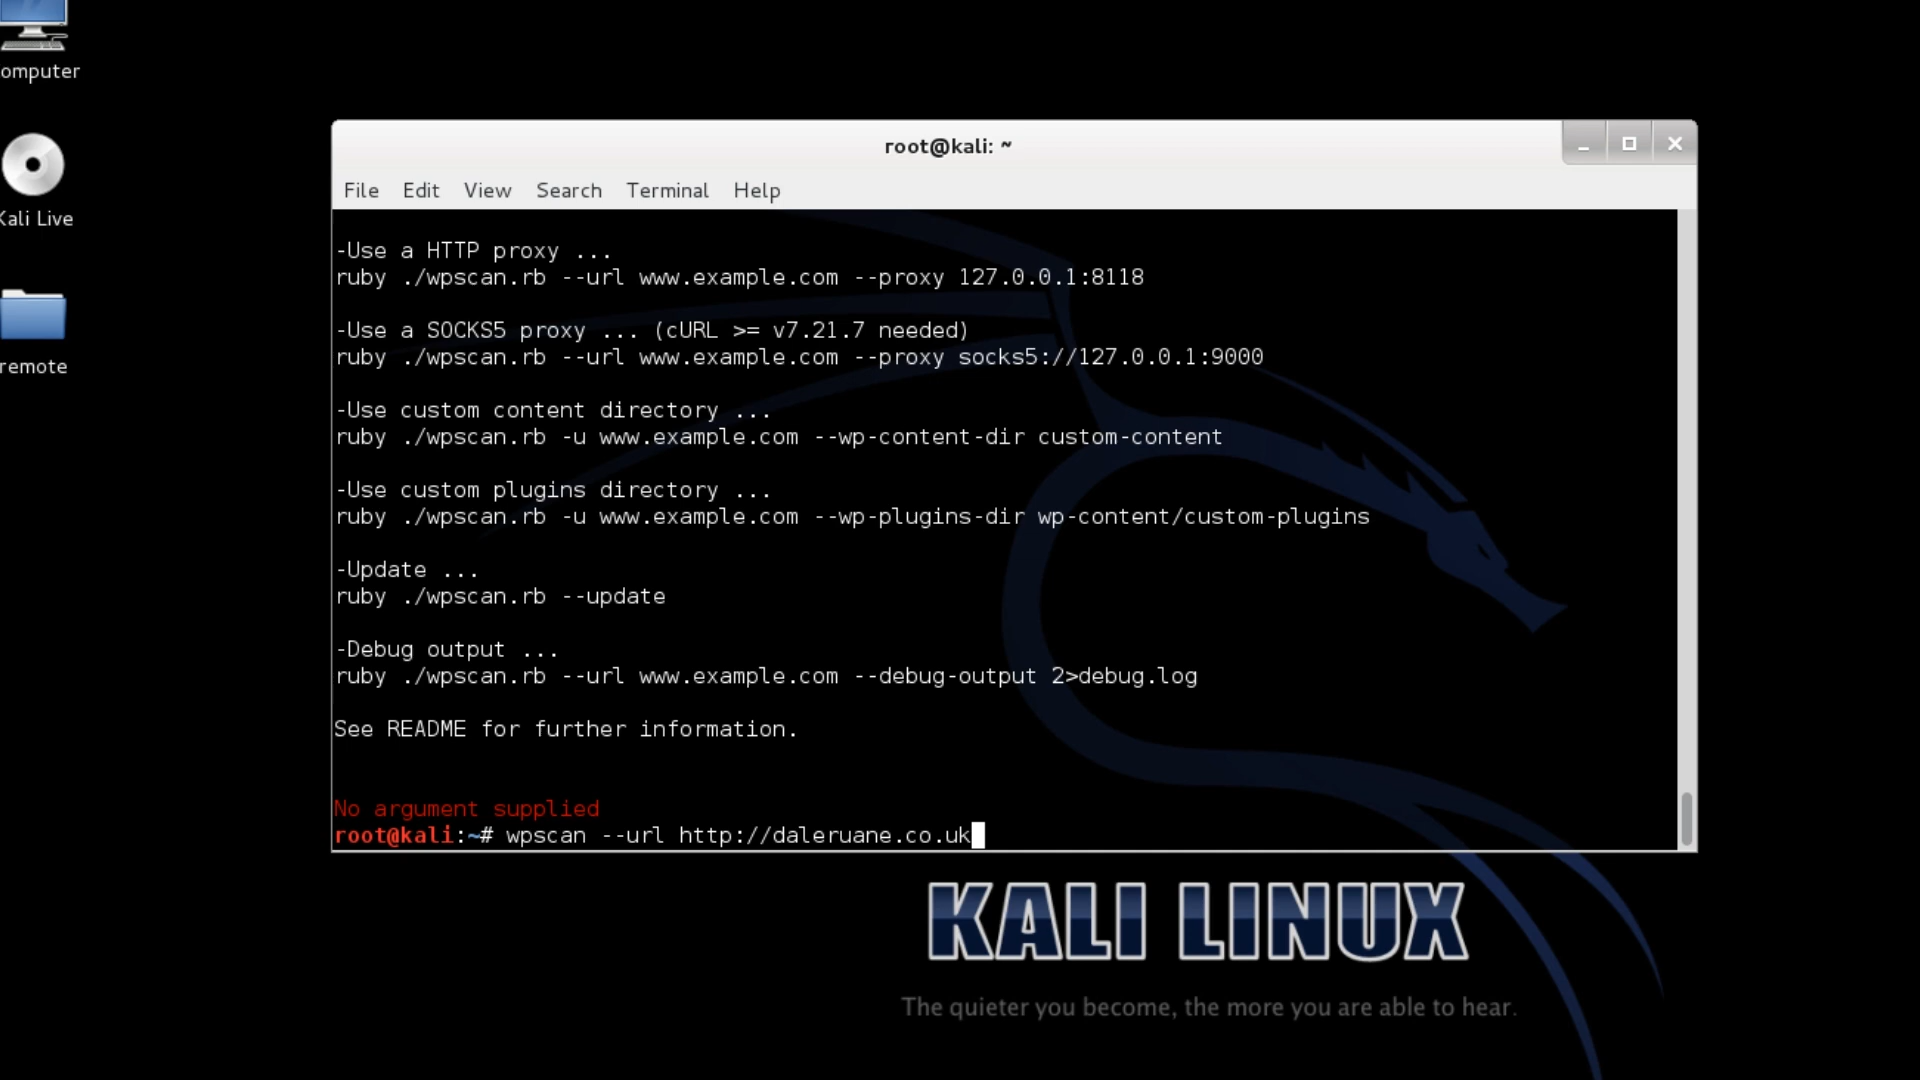 omputer
Kali Live
remote
root@kali: ~
File Edit View Search Terminal Help
-Use a HTTP proxy ...
ruby ./wpscan.rb --url www.example.com --proxy 127.0.0.1:8118
-Use a SOCKS5 proxy ... (cURL >= v7.21.7 needed)
ruby ./wpscan.rb --url www.example.com --proxy socks5://127.0.0.1:9000
-Use custom content directory ...
ruby ./wpscan.rb -u www.example.com --wp-content-dir custom-content
-Use custom plugins directory ...
ruby ./wpscan.rb -u www.example.com --wp-plugins-dir wp-content/custom-plugins
-Update ...
ruby ./wpscan.rb --update
-Debug output ...
ruby ./wpscan.rb --url www.example.com --debug-output 2>debug.log
See README for further information.
No argument supplied
root@kali:~# wpscan --url http://daleruane.co.uk
KALI LINUX
The quieter you become, the more you are able to hear.